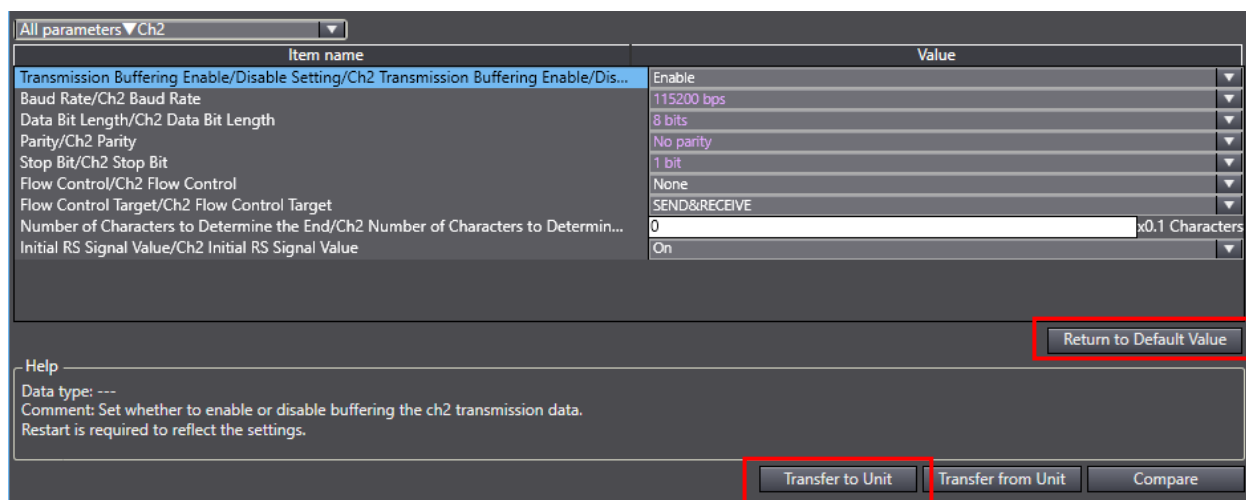 All parameters▼Ch2
Item name Value
Transmission Buffering Enable/Disable Setting/Ch2 Transmission Buffering Enable/Dis... Enable
Baud Rate/Ch2 Baud Rate 115200 bps
Data Bit Length/Ch2 Data Bit Length 8 bits
Parity/Ch2 Parity No parity
Stop Bit/Ch2 Stop Bit 1 bit
Flow Control/Ch2 Flow Control None
Flow Control Target/Ch2 Flow Control Target SEND&RECEIVE
Number of Characters to Determine the End/Ch2 Number of Characters to Determin... 0 x0.1 Characters
Initial RS Signal Value/Ch2 Initial RS Signal Value On
Return to Default Value
Help
Data type: ---
Comment: Set whether to enable or disable buffering the ch2 transmission data.
Restart is required to reflect the settings.
Transfer to Unit Transfer from Unit Compare